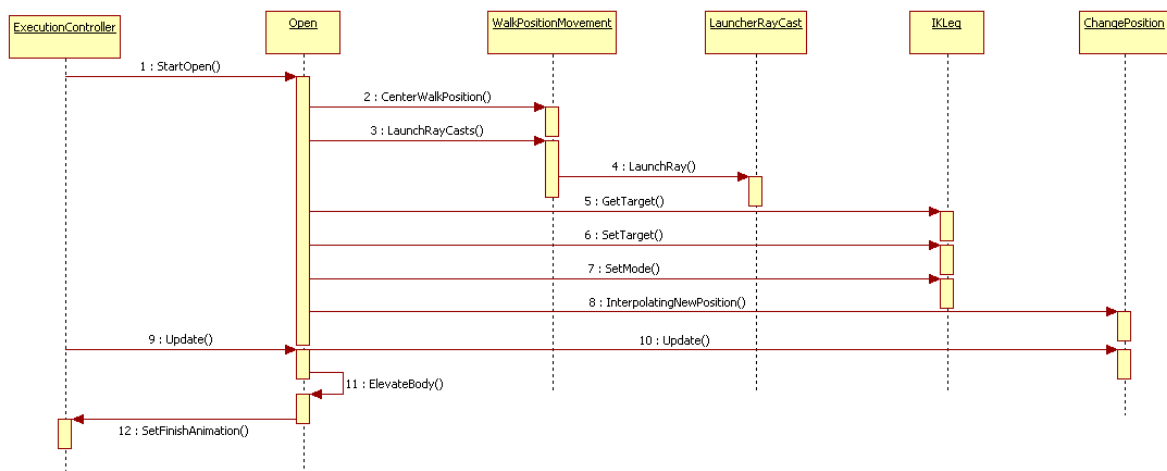 ExecutionController
Open
WalkPositionMovement
LauncherRayCast
IKLeg
ChangePosition
1 : StartOpen()
2 : CenterWalkPosition()
3 : LaunchRayCasts()
4 : LaunchRay()
5 : GetTarget()
6 : SetTarget()
7 : SetMode()
8 : InterpolatingNewPosition()
9 : Update()
10 : Update()
11 : ElevateBody()
12 : SetFinishAnimation()